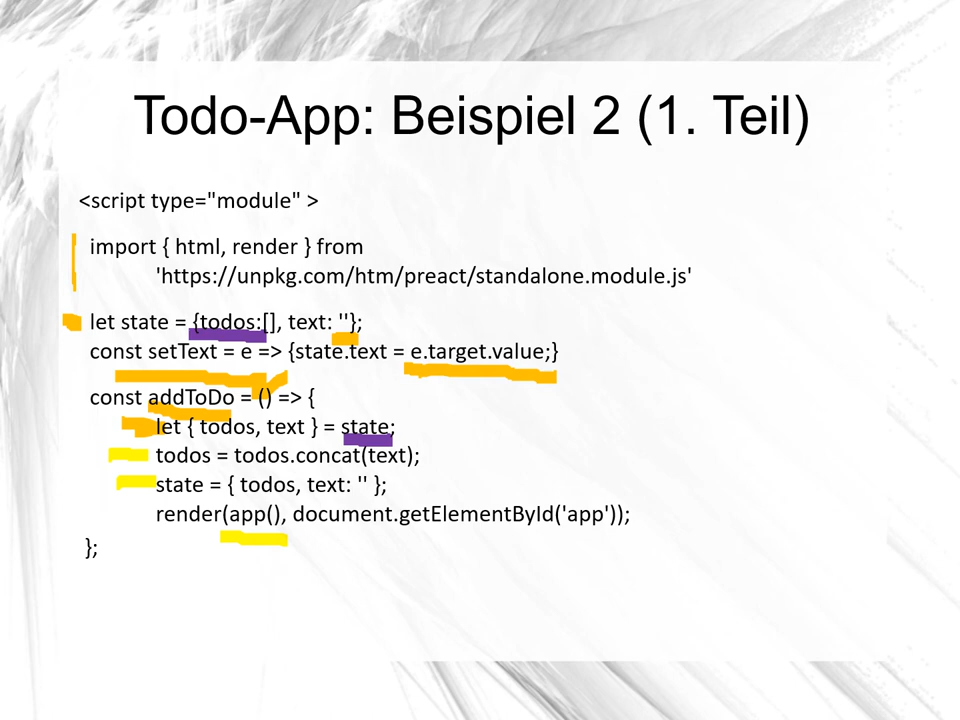 Todo-App: Beispiel 2 (1. Teil)
<script type="module" >
import { html, render } from
'https://unpkg.com/htm/preact/standalone.module.js'
let state = {todos:[], text: ''};
const setText = e => {state.text = e.target.value;}
const addToDo = () => {
let { todos, text } = state;
todos = todos.concat(text);
state = { todos, text: '' };
render(app(), document.getElementById('app'));
};